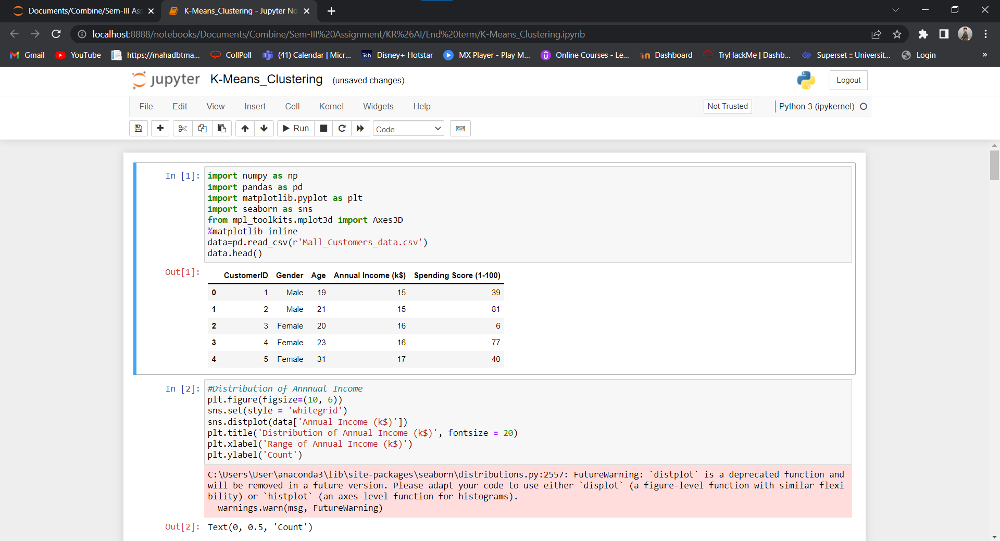 Documents/Combine/Sem-III Ass
K-Means_Clustering - Jupyter No
localhost:8888/notebooks/Documents/Combine/Sem-III%20Assignment/KR%26AI/End%20term/K-Means_Clustering.ipynb
Gmail YouTube https://mahadbtma... CollPoll (41) Calendar | Micr... Disney+ Hotstar MX Player - Play M... Online Courses - Le... Dashboard TryHackMe | Dashb... Superset :: Universit... Login »
jupyter K-Means_Clustering (unsaved changes) Logout
File Edit View Insert Cell Kernel Widgets Help Not Trusted Python 3 (ipykernel)
Run Code
In [1]: import numpy as np
import pandas as pd
import matplotlib.pyplot as plt
import seaborn as sns
from mpl_toolkits.mplot3d import Axes3D
%matplotlib inline
data=pd.read_csv(r'Mall_Customers_data.csv')
data.head()
Out[1]:
CustomerID Gender Age Annual Income (k$) Spending Score (1-100)
0 1 Male 19 15 39
1 2 Male 21 15 81
2 3 Female 20 16 6
3 4 Female 23 16 77
4 5 Female 31 17 40
In [2]: #Distribution of Annnual Income
plt.figure(figsize=(10, 6))
sns.set(style = 'whitegrid')
sns.distplot(data['Annual Income (k$)'])
plt.title('Distribution of Annual Income (k$)', fontsize = 20)
plt.xlabel('Range of Annual Income (k$)')
plt.ylabel('Count')
C:\Users\User\anaconda3\lib\site-packages\seaborn\distributions.py:2557: FutureWarning: `distplot` is a deprecated function and
will be removed in a future version. Please adapt your code to use either `displot` (a figure-level function with similar flexi
bility) or `histplot` (an axes-level function for histograms).
warnings.warn(msg, FutureWarning)
Out[2]: Text(0, 0.5, 'Count')